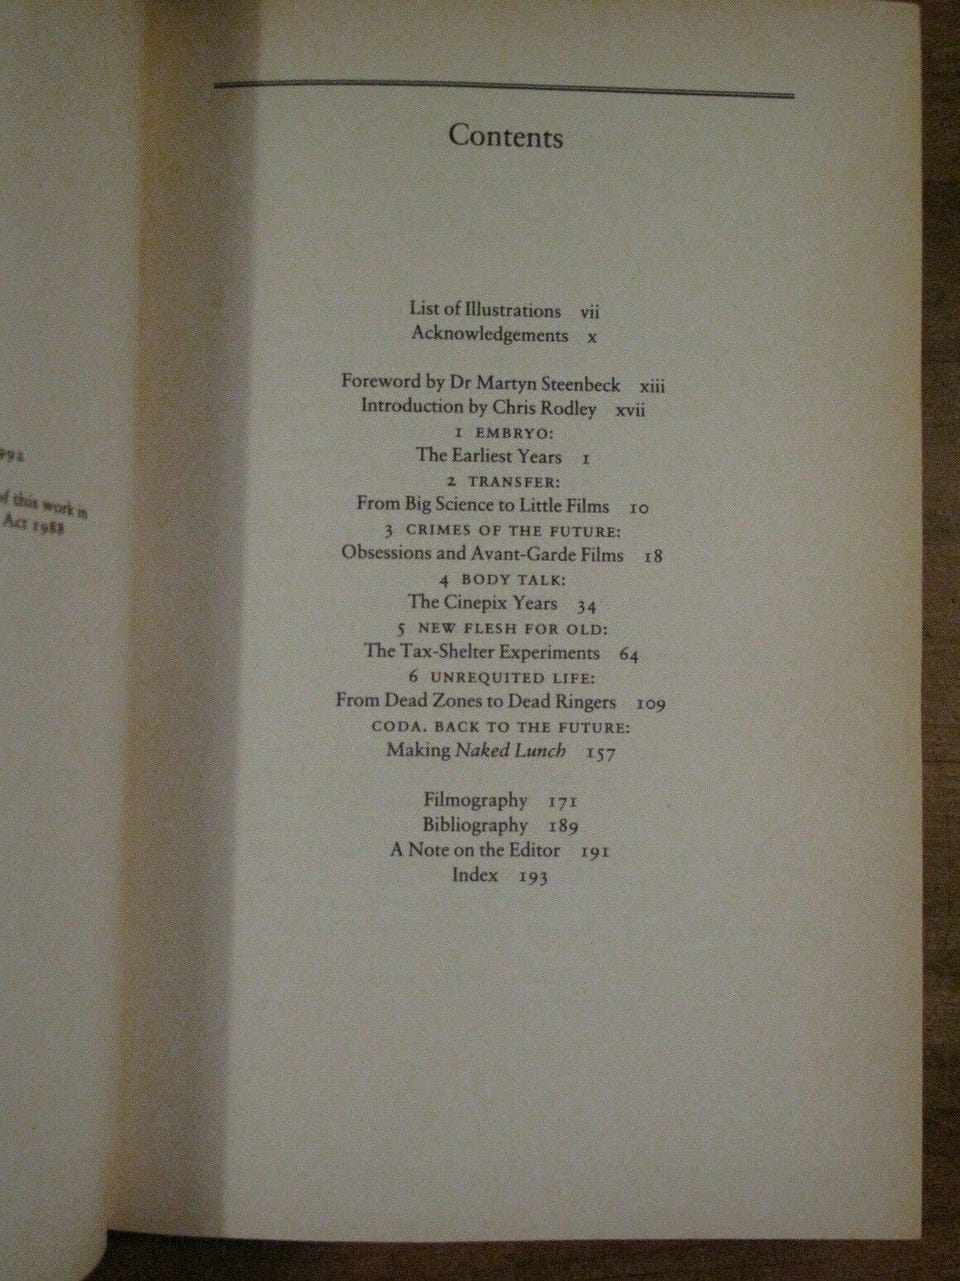 992
of this work in
Act 1988
Contents
List of Illustrations vii
Acknowledgements x
Foreword by Dr Martyn Steenbeck xiii
Introduction by Chris Rodley xvii
1 EMBRYO:
The Earliest Years 1
2 TRANSFER:
From Big Science to Little Films 10
3 CRIMES OF THE FUTURE:
Obsessions and Avant-Garde Films 18
4 BODY TALK:
The Cinepix Years 34
5 NEW FLESH FOR OLD:
The Tax-Shelter Experiments 64
6 UNREQUITED LIFE:
From Dead Zones to Dead Ringers 109
CODA. BACK TO THE FUTURE:
Making Naked Lunch 157
Filmography 171
Bibliography 189
A Note on the Editor 191
Index 193